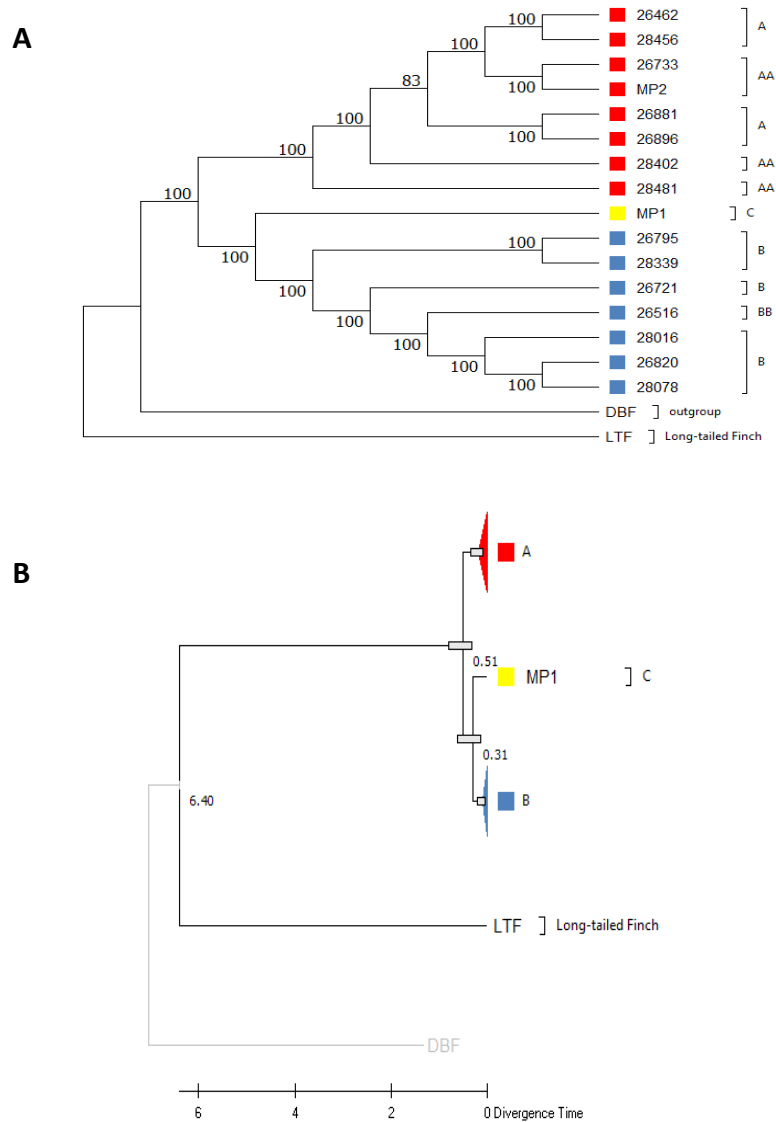 A
26462
28456
A
26733
MP2
AA
26881
26896
A
28402
AA
28481
AA
MP1
C
26795
28339
B
26721
B
26516
BB
28016
26820
28078
B
DBF
outgroup
LTF
Long-tailed Finch
100
100
100
83
100
100
100
100
100
100
100
100
100
100
100
B
A
0.51
MP1
C
0.31
B
6.40
LTF
Long-tailed Finch
DBF
6
4
2
0 Divergence Time